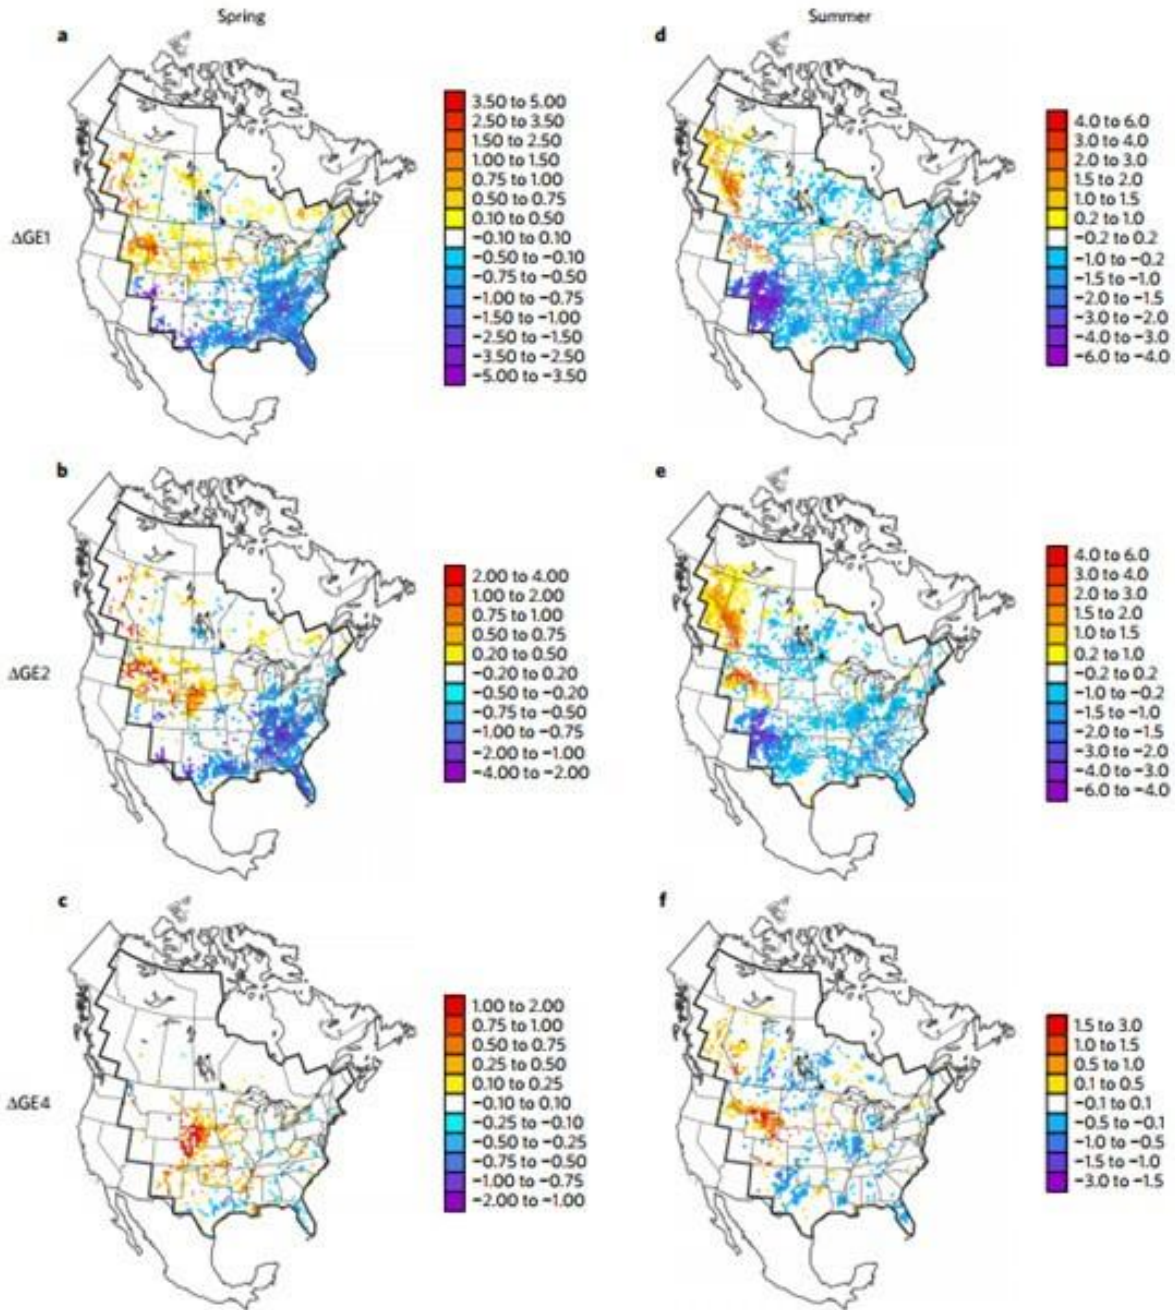 Spring
Summer
a
3.50 to 5.00
2.50 to 3.50
1.50 to 2.50
1.00 to 1.50
0.75 to 1.00
0.50 to 0.75
0.10 to 0.50
−0.10 to 0.10
−0.50 to −0.10
−0.75 to −0.50
−1.00 to −0.75
−1.50 to −1.00
−2.50 to −1.50
−3.50 to −2.50
−5.00 to −3.50
ΔGE1
d
4.0 to 6.0
3.0 to 4.0
2.0 to 3.0
1.5 to 2.0
1.0 to 1.5
0.2 to 1.0
−0.2 to 0.2
−1.0 to −0.2
−1.5 to −1.0
−2.0 to −1.5
−3.0 to −2.0
−4.0 to −3.0
−6.0 to −4.0
b
2.00 to 4.00
1.00 to 2.00
0.75 to 1.00
0.50 to 0.75
0.20 to 0.50
−0.20 to 0.20
−0.50 to −0.20
−0.75 to −0.50
−1.00 to −0.75
−2.00 to −1.00
−4.00 to −2.00
ΔGE2
e
4.0 to 6.0
3.0 to 4.0
2.0 to 3.0
1.5 to 2.0
1.0 to 1.5
0.2 to 1.0
−0.2 to 0.2
−1.0 to −0.2
−1.5 to −1.0
−2.0 to −1.5
−3.0 to −2.0
−4.0 to −3.0
−6.0 to −4.0
c
1.00 to 2.00
0.75 to 1.00
0.50 to 0.75
0.25 to 0.50
0.10 to 0.25
−0.10 to 0.10
−0.25 to −0.10
−0.50 to −0.25
−0.75 to −0.50
−1.00 to −0.75
−2.00 to −1.00
ΔGE4
f
1.5 to 3.0
1.0 to 1.5
0.5 to 1.0
0.1 to 0.5
−0.1 to 0.1
−0.5 to −0.1
−1.0 to −0.5
−1.5 to −1.0
−3.0 to −1.5